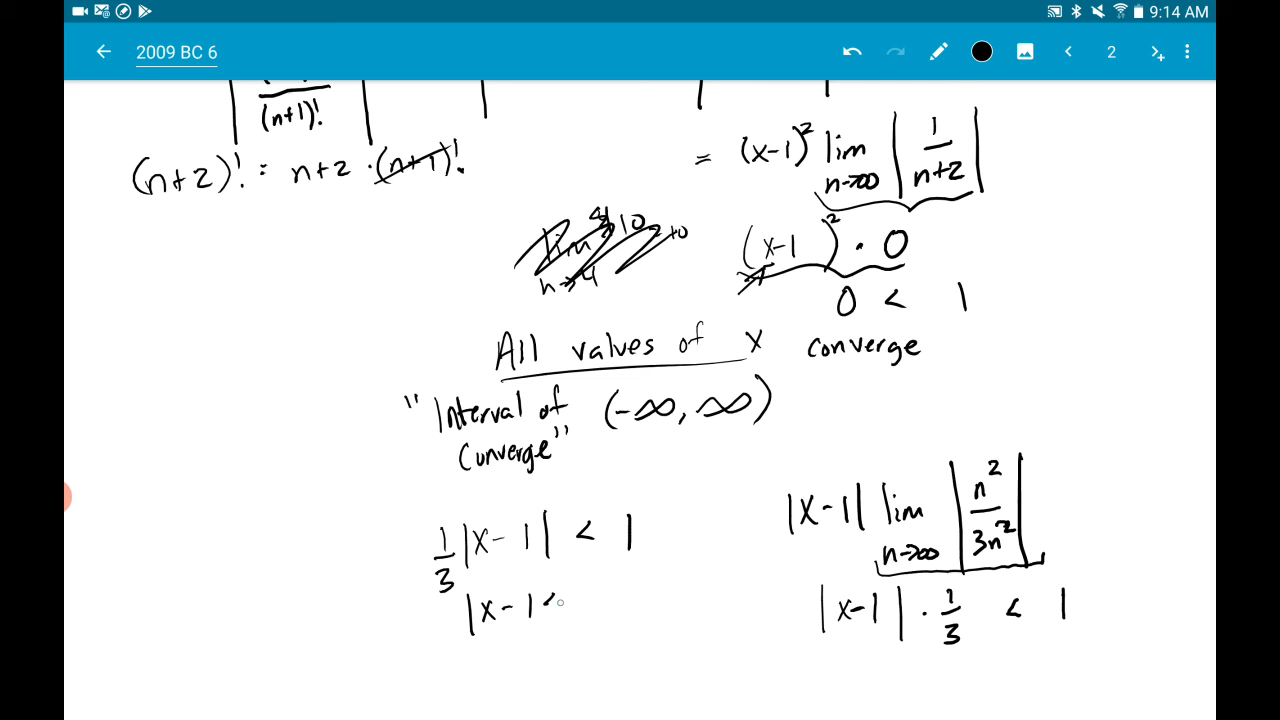 9:14 AM
2009 BC 6
2
(n+1)!
(n+2)! = n+2 · (n+1)!
= (x-1)² lim n→∞ | 1/(n+2) |
(x-1)² · 0
0 < 1
All values of x converge
"Interval of Converge" (-∞, ∞)
|x-1| lim n→∞ | n²/3n² |
1/3 |x-1| < 1
|x-1| · 1/3 < 1
|x-1 <